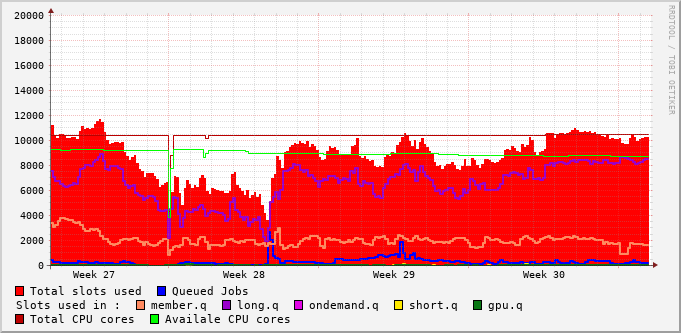 20000
18000
16000
14000
12000
10000
8000
6000
4000
2000
0
Week 27 Week 28 Week 29 Week 30
RRDTOOL / TOBI OETIKER
Total slots used Queued Jobs
Slots used in : member.q long.q ondemand.q short.q gpu.q
Total CPU cores Availale CPU cores